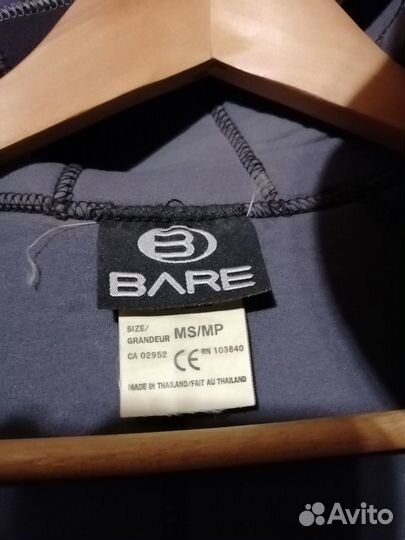 B
BARE
SIZE/
GRANDEUR MS/MP
CA 02952 CE RN 103840
MADE IN THAILAND/FAIT AU THAILAND
Avito